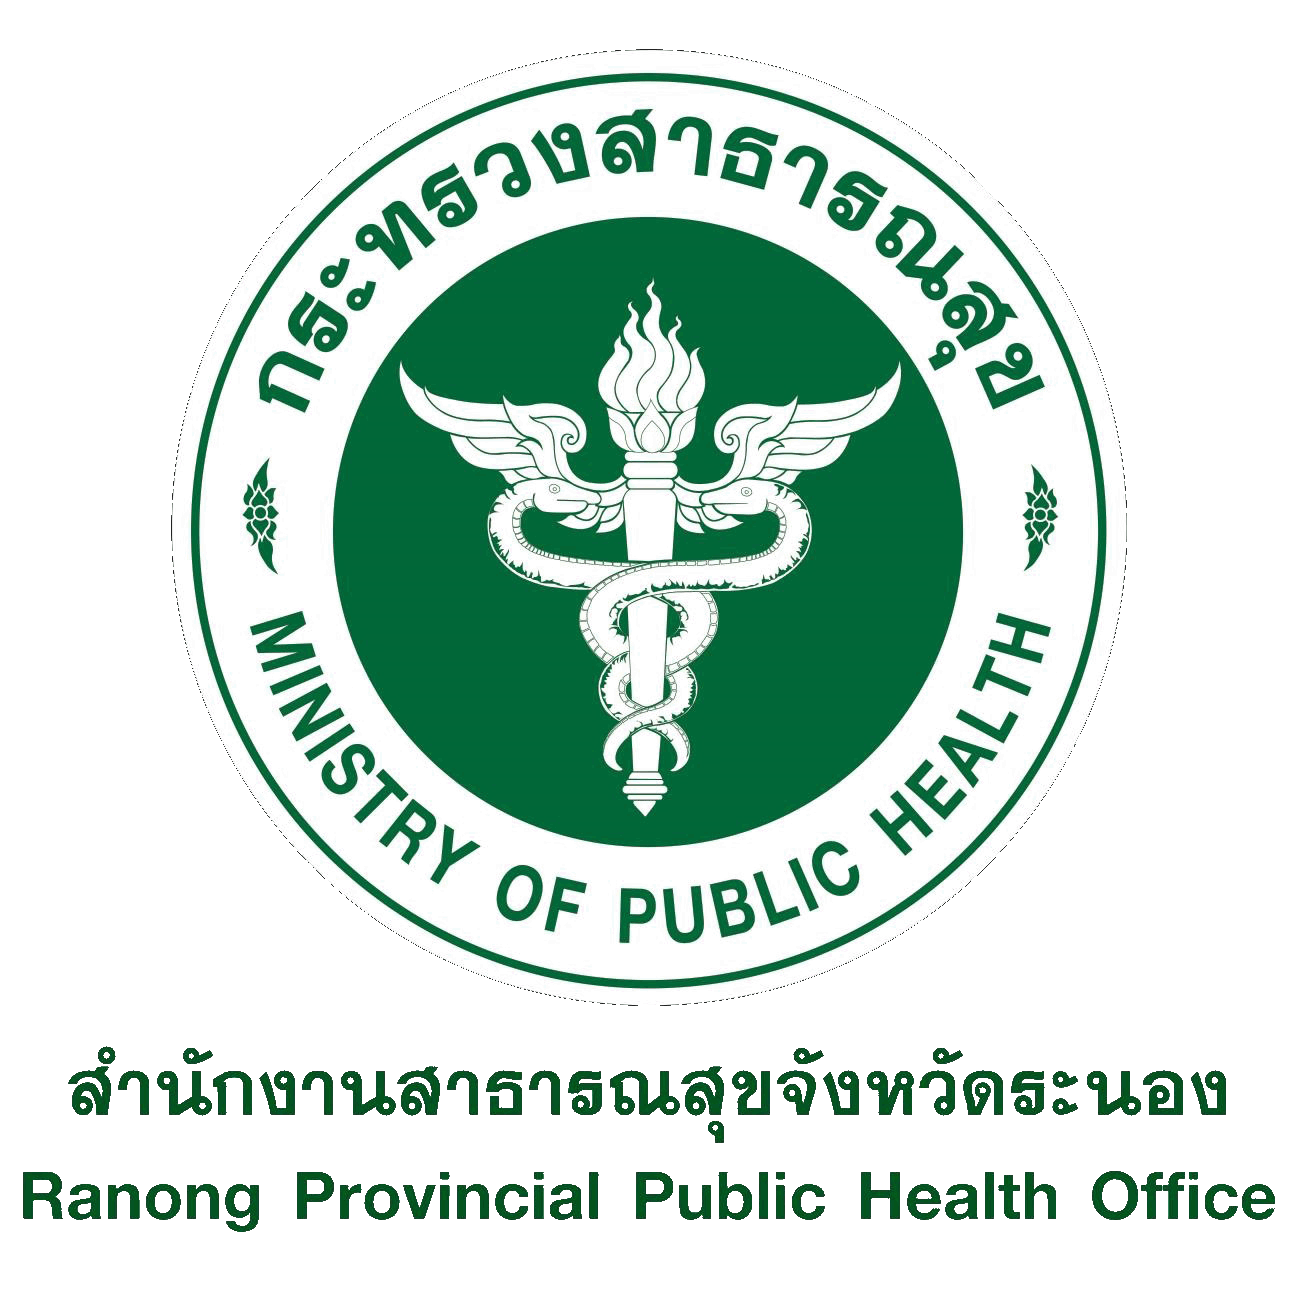 กระทรวงสาธารณสุข
MINISTRY OF PUBLIC HEALTH
สำนักงานสาธารณสุขจังหวัดระนอง
Ranong Provincial Public Health Office